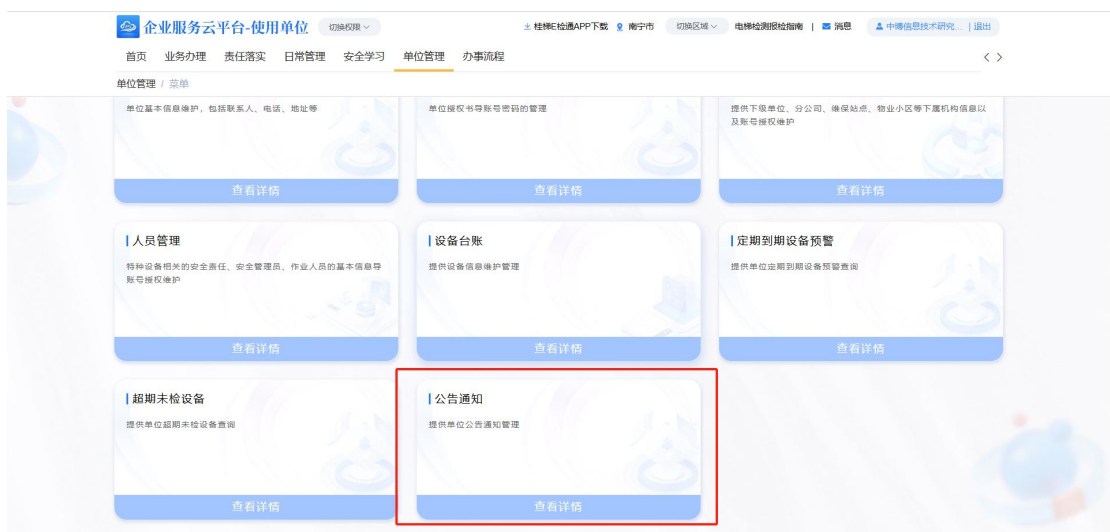 企业服务云平台-使用单位 切换权限 桂梯E检通APP下载 南宁市 切换区域 电梯检测报检指南 | 消息 中博信息技术研究... | 退出
首页 业务办理 责任落实 日常管理 安全学习 单位管理 办事流程
单位管理 / 菜单
单位基本信息维护，包括联系人、电话、地址等
查看详情
单位授权书导账号密码的管理
查看详情
提供下级单位、分公司、维保站点、物业小区等下属机构信息以
及账号授权维护
查看详情
人员管理
特种设备相关的安全责任、安全管理员、作业人员的基本信息导
账号授权维护
查看详情
设备台账
提供设备信息维护管理
查看详情
定期到期设备预警
提供单位定期到期设备预警查询
查看详情
超期未检设备
提供单位超期未检设备查询
查看详情
公告通知
提供单位公告通知管理
查看详情